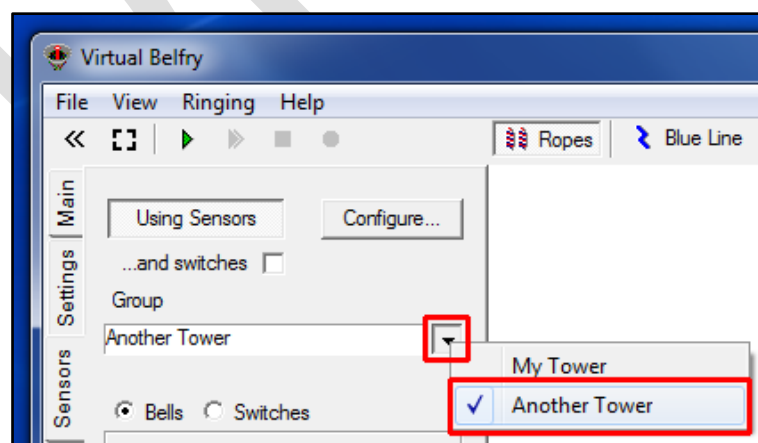 Virtual Belfry
File View Ringing Help
Ropes Blue Line
Main
Settings
Sensors
Using Sensors Configure...
...and switches
Group
Another Tower
My Tower
Another Tower
Bells Switches